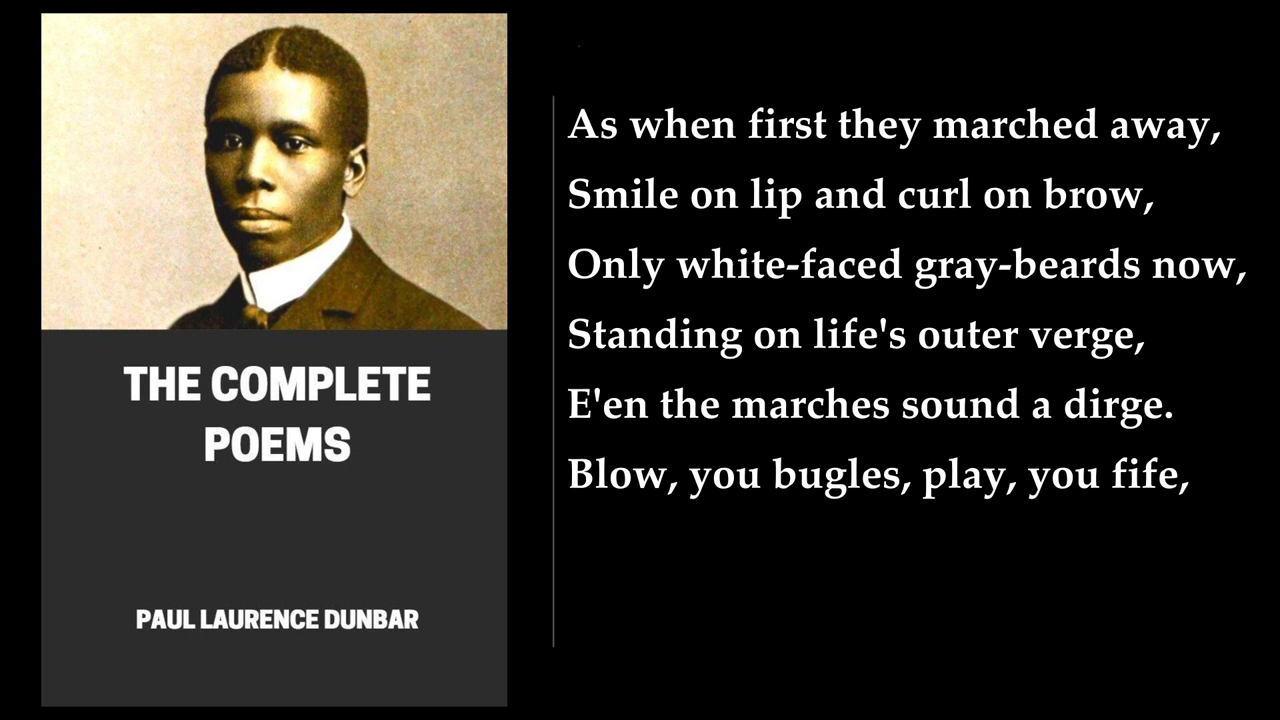 THE COMPLETE
POEMS
PAUL LAURENCE DUNBAR
As when first they marched away,
Smile on lip and curl on brow,
Only white-faced gray-beards now,
Standing on life's outer verge,
E'en the marches sound a dirge.
Blow, you bugles, play, you fife,